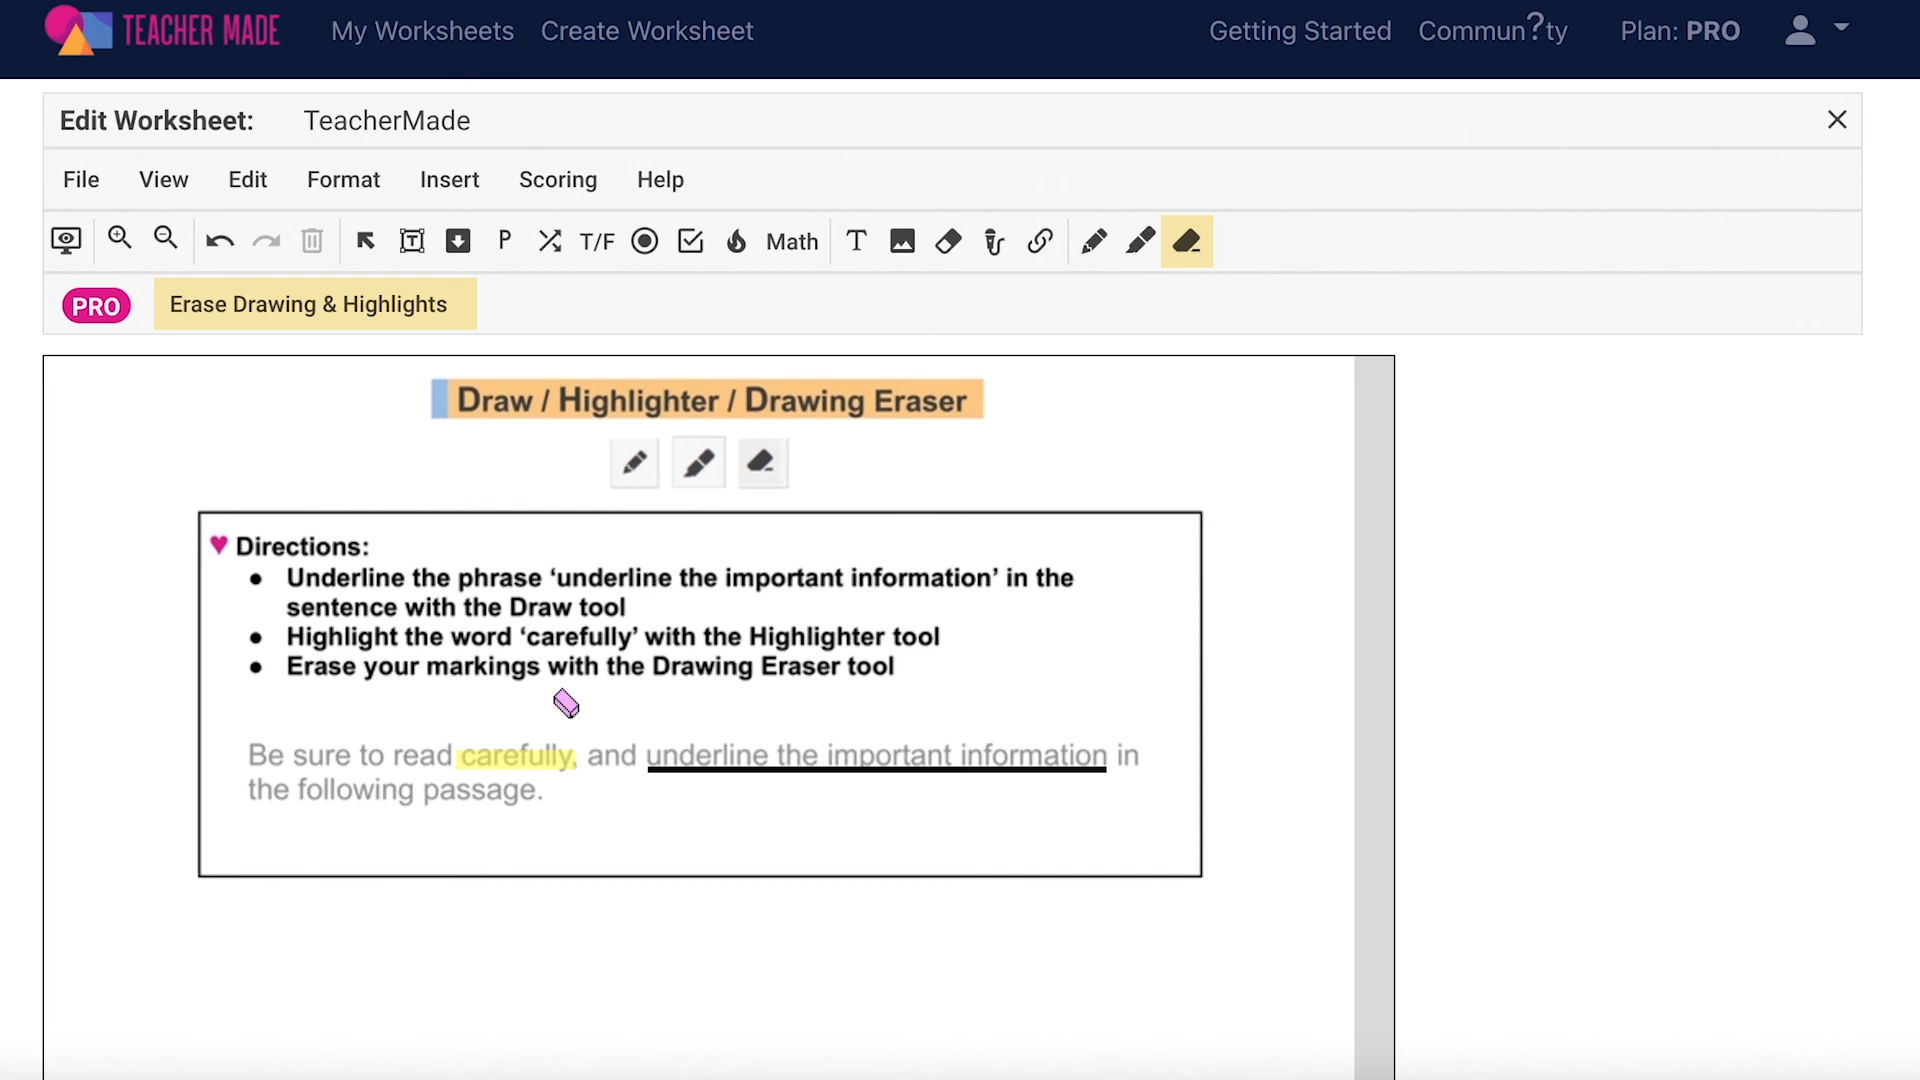 TEACHER MADE My Worksheets Create Worksheet Getting Started Commun?ty Plan: PRO
Edit Worksheet: TeacherMade
File View Edit Format Insert Scoring Help
P T/F Math T
PRO Erase Drawing & Highlights
Draw / Highlighter / Drawing Eraser
Directions:
● Underline the phrase ‘underline the important information’ in the
sentence with the Draw tool
● Highlight the word ‘carefully’ with the Highlighter tool
● Erase your markings with the Drawing Eraser tool
Be sure to read carefully, and underline the important information in
the following passage.